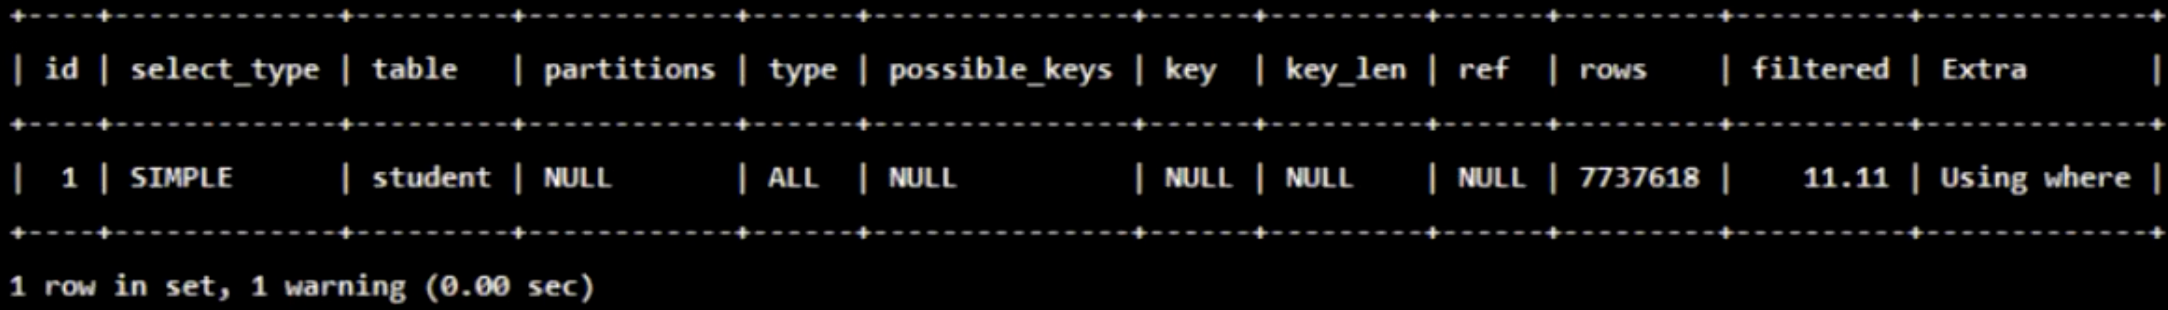 +----+-------------+---------+------------+------+---------------+------+---------+------+---------+----------+-------------+
| id | select_type | table   | partitions | type | possible_keys | key  | key_len | ref  | rows    | filtered | Extra       |
+----+-------------+---------+------------+------+---------------+------+---------+------+---------+----------+-------------+
|  1 | SIMPLE      | student | NULL       | ALL  | NULL          | NULL | NULL    | NULL | 7737618 |    11.11 | Using where |
+----+-------------+---------+------------+------+---------------+------+---------+------+---------+----------+-------------+
1 row in set, 1 warning (0.00 sec)